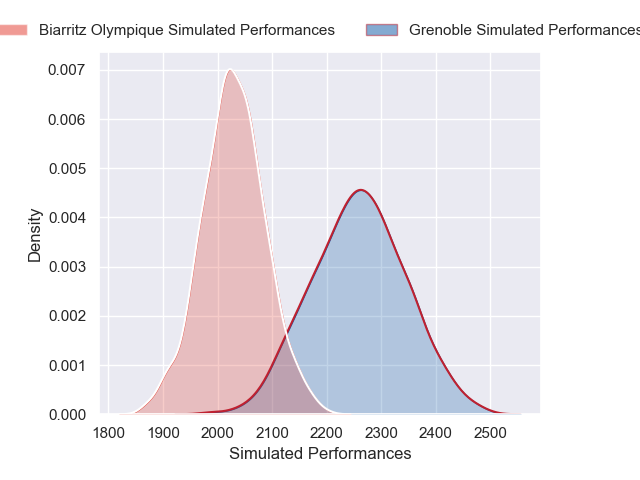 Biarritz Olympique Simulated Performances
Grenoble Simulated Performances
0.007
0.006
0.005
0.004
0.003
0.002
0.001
0.000
Density
1800 1900 2000 2100 2200 2300 2400 2500
Simulated Performances